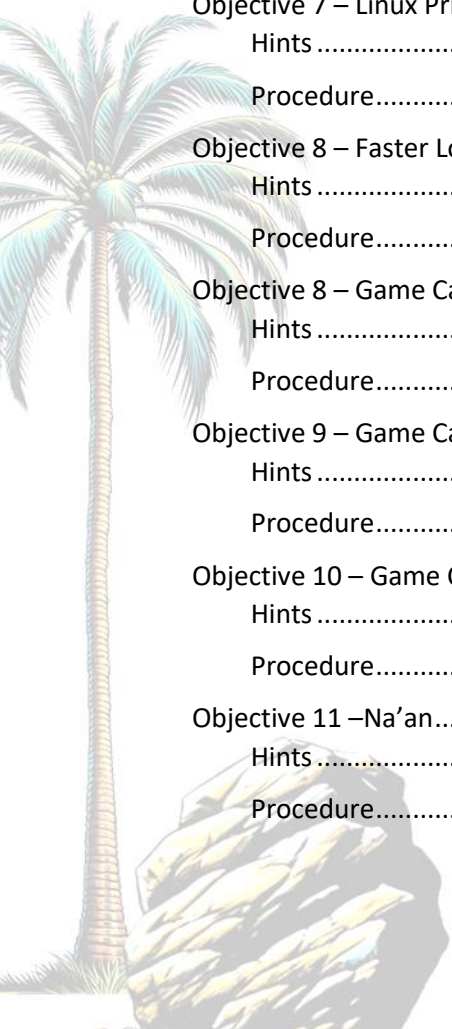 Objective 7 – Linux Pr
Hints........................
Procedure..............
Objective 8 – Faster Lo
Hints........................
Procedure..............
Objective 8 – Game Ca
Hints........................
Procedure..............
Objective 9 – Game Ca
Hints........................
Procedure..............
Objective 10 – Game C
Hints........................
Procedure..............
Objective 11 –Na’an...
Hints........................
Procedure..............